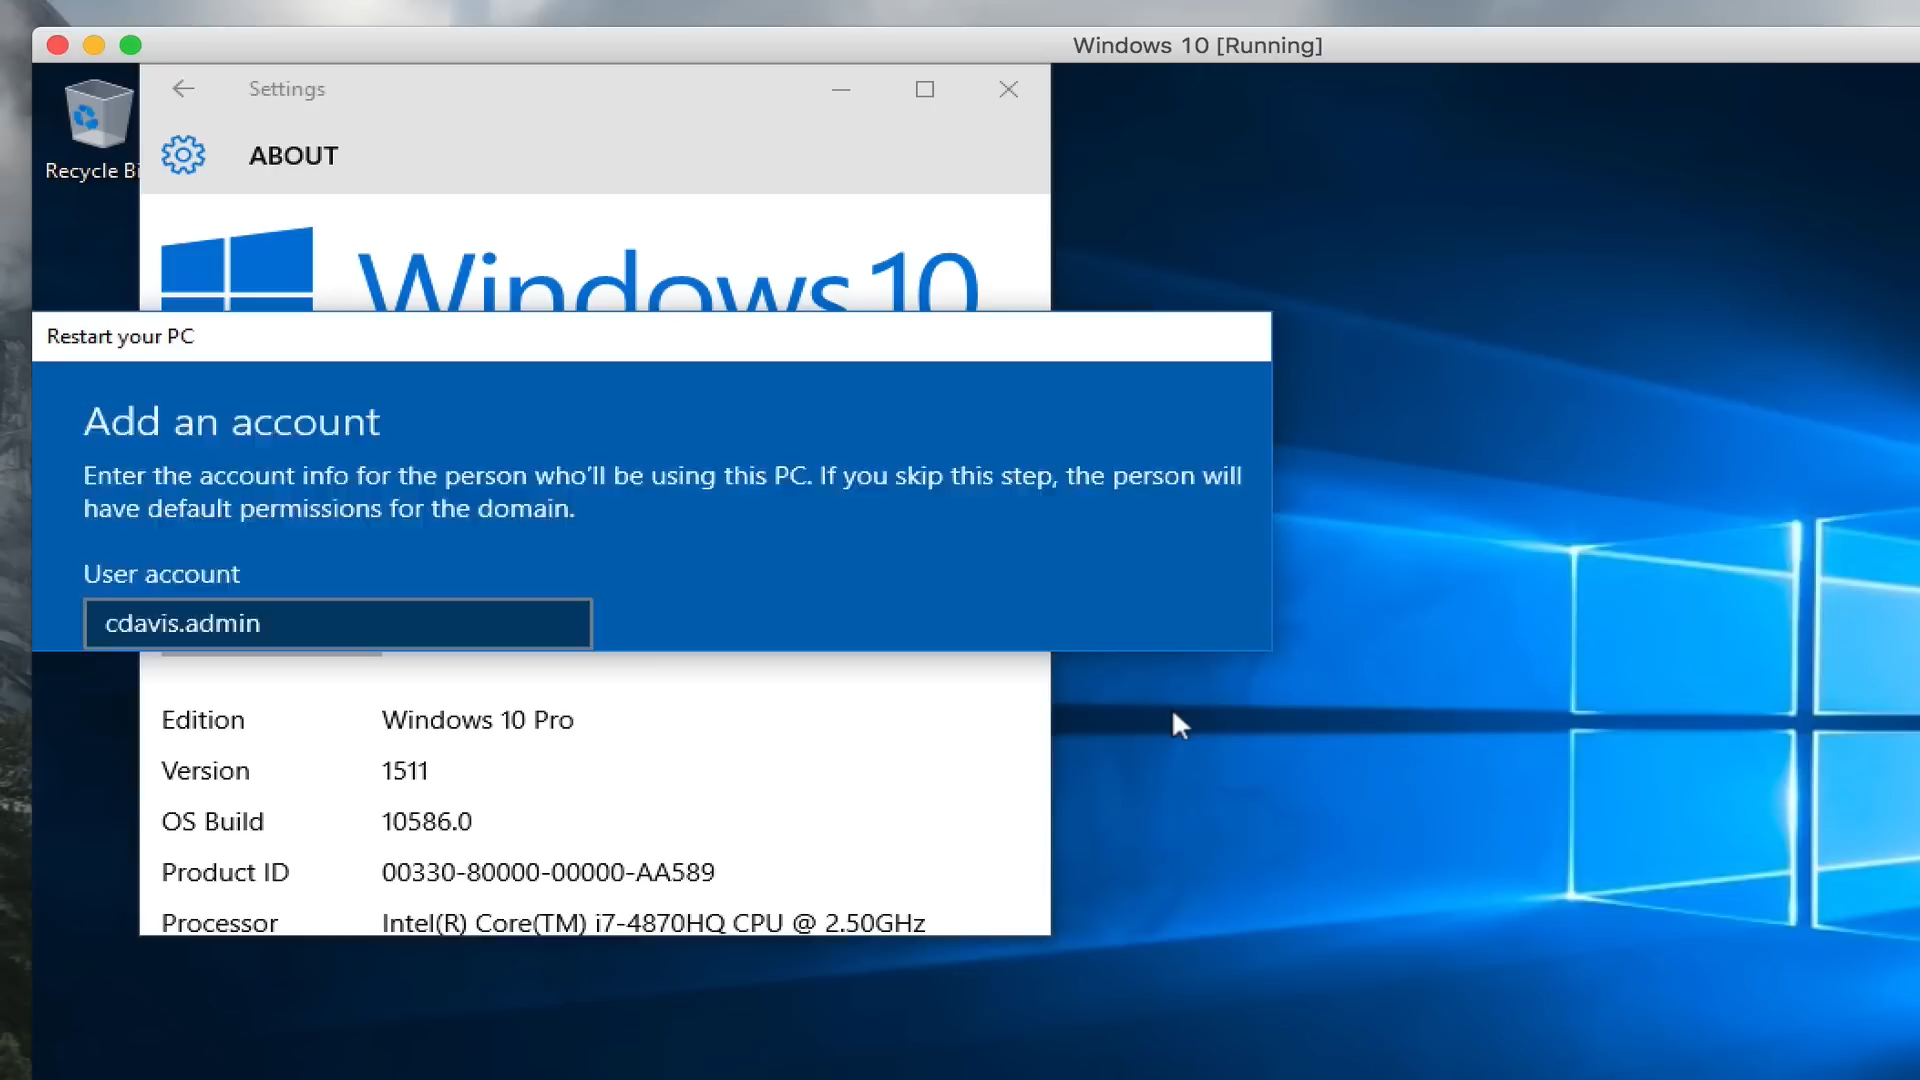 Windows 10 [Running]
Recycle Bi
Settings
ABOUT
Windows 10
Restart your PC
Add an account
Enter the account info for the person who'll be using this PC. If you skip this step, the person will
have default permissions for the domain.
User account
cdavis.admin
Edition Windows 10 Pro
Version 1511
OS Build 10586.0
Product ID 00330-80000-00000-AA589
Processor Intel(R) Core(TM) i7-4870HQ CPU @ 2.50GHz